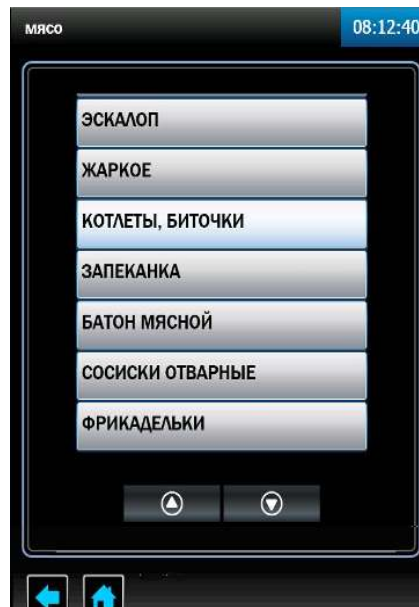 мясо
08:12:40
ЭСКАЛОП
ЖАРКОЕ
КОТЛЕТЫ, БИТОЧКИ
ЗАПЕКАНКА
БАТОН МЯСНОЙ
СОСИСКИ ОТВАРНЫЕ
ФРИКАДЕЛЬКИ